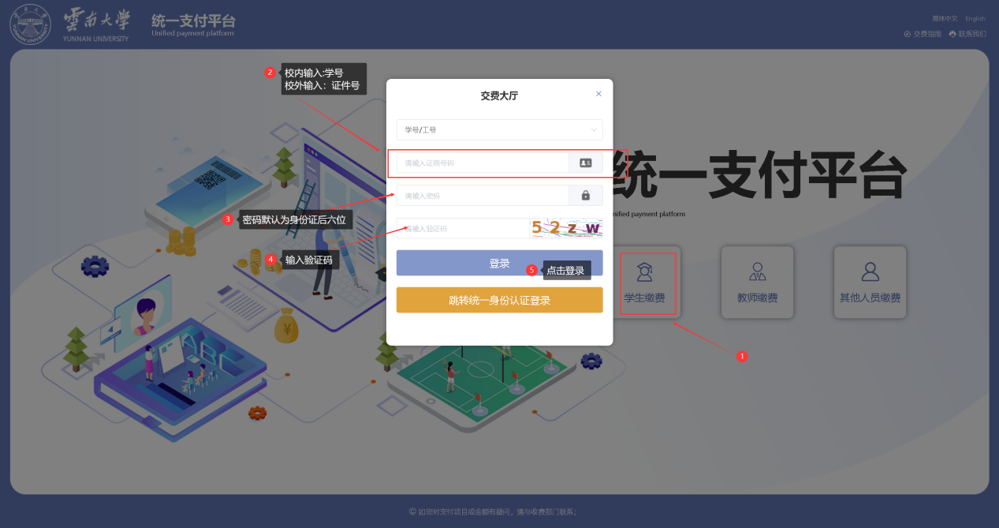 雲南大学
YUNNAN UNIVERSITY
统一支付平台
Unified payment platform
简体中文 English
交费指南 联系我们
2
校内输入:学号
校外输入：证件号
交费大厅
学号/工号
请输入证照号码
请输入密码
3
密码默认为身份证后六位
请输入验证码
52zw
4
输入验证码
登录
5
点击登录
跳转统一身份认证登录
统一支付平台
nified payment platform
学生缴费
教师缴费
其他人员缴费
1
ABC
© 如您对支付项目或金额有疑问，请与收费部门联系；